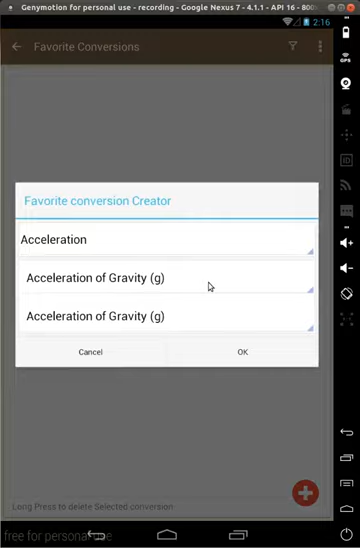 Genymotion for personal use - recording - Google Nexus 7 - 4.1.1 - API 16 - 800
2:16
Favorite Conversions
GPS
Favorite conversion Creator
Acceleration
ID
Acceleration of Gravity (g)
Acceleration of Gravity (g)
Cancel
OK
Long Press to delete Selected conversion
free for personal use